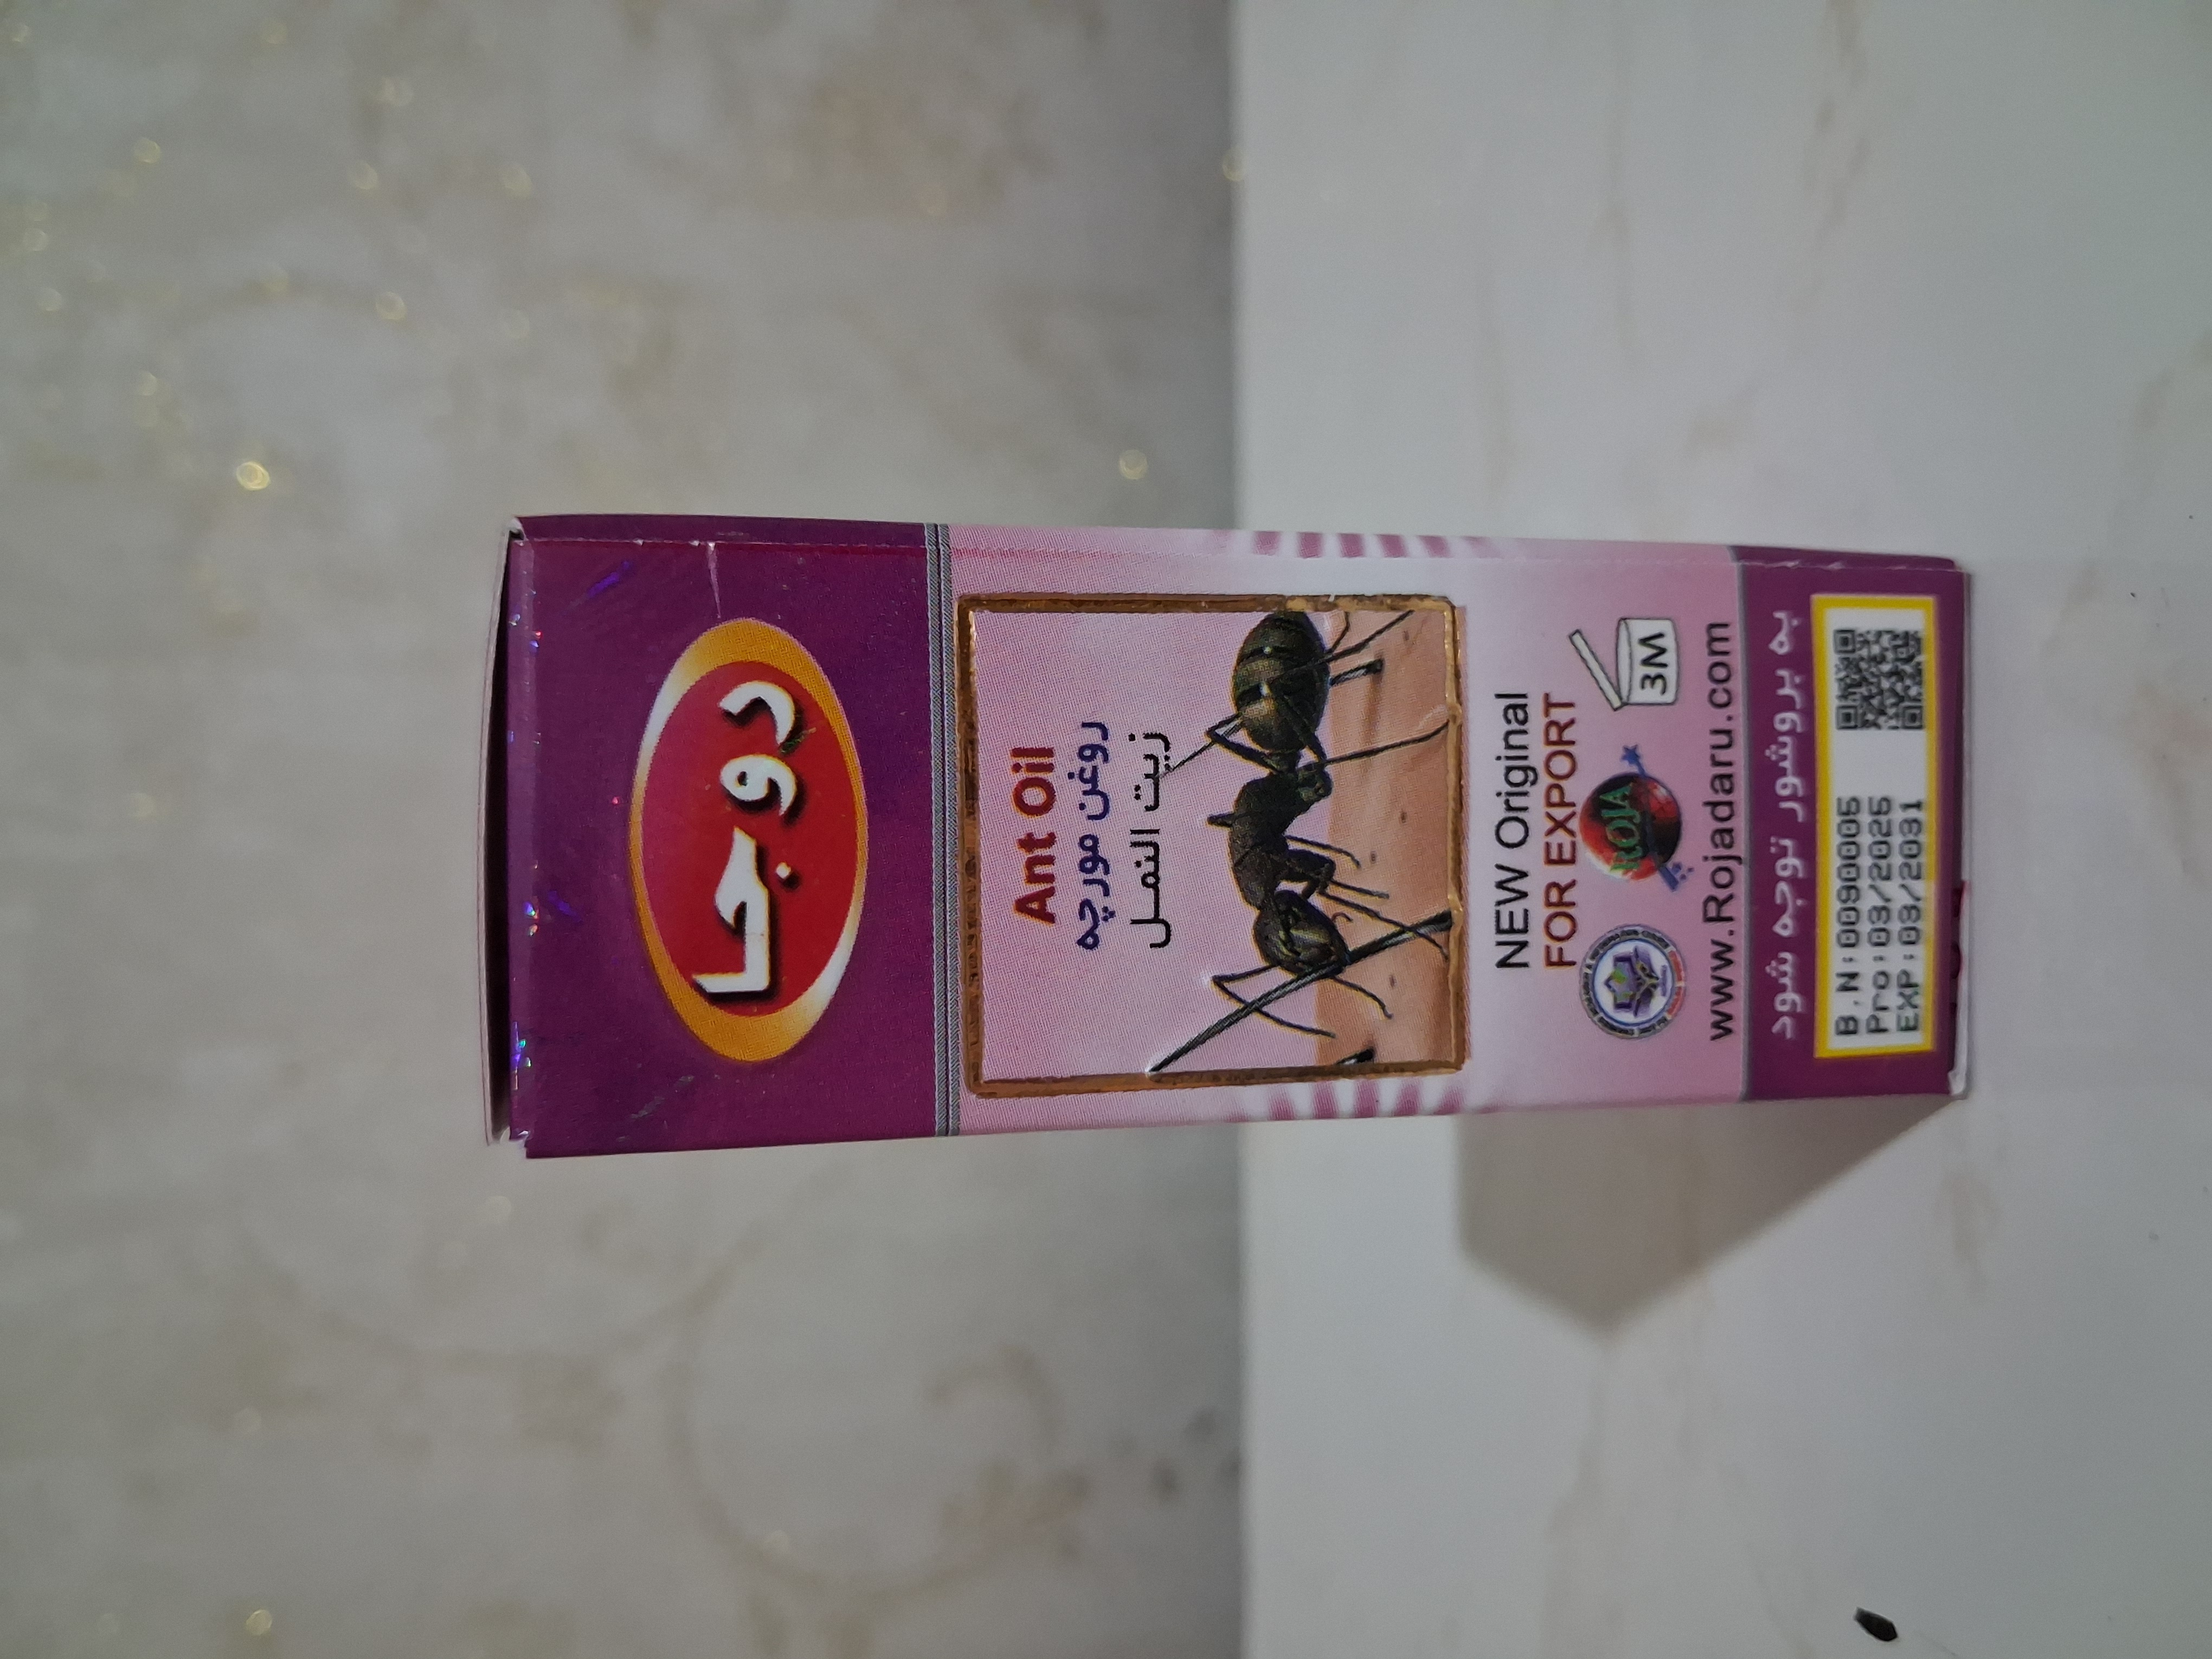 روجا
Ant Oil
روغن مورچه
زيت النمل
NEW Original
FOR EXPORT
ROJA
3M
www.Rojadaru.com
به بروشور توجه شود
B.N:0090005
Pro:03/2025
EXP:03/2031